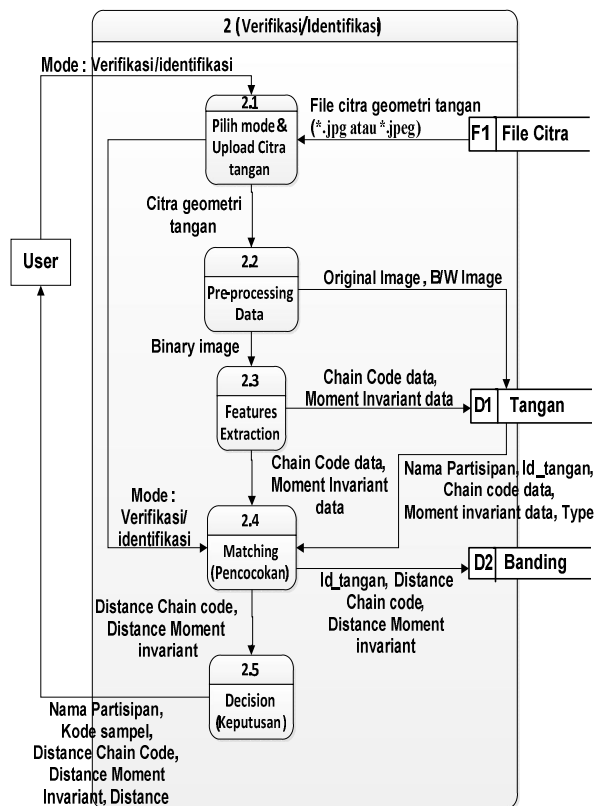 2 (Verifikasi/Identifikasi)
Mode : Verifikasi/identifikasi
2.1
Pilih mode &
Upload Citra
tangan
File citra geometri tangan
(*.jpg atau *.jpeg)
F1 File Citra
Citra geometri
tangan
User
2.2
Pre-processing
Data
Original Image, B/W Image
Binary image
2.3
Features
Extraction
Chain Code data,
Moment Invariant data
D1 Tangan
Chain Code data,
Moment Invariant
data
Nama Partisipan, Id_tangan,
Chain code data,
Moment invariant data, Type
Mode :
Verifikasi/
identifikasi
2.4
Matching
(Pencocokan)
D2 Banding
Id_tangan, Distance
Chain code,
Distance Moment
invariant
Distance Chain code,
Distance Moment
invariant
2.5
Decision
(Keputusan)
Nama Partisipan,
Kode sampel,
Distance Chain Code,
Distance Moment
Invariant, Distance